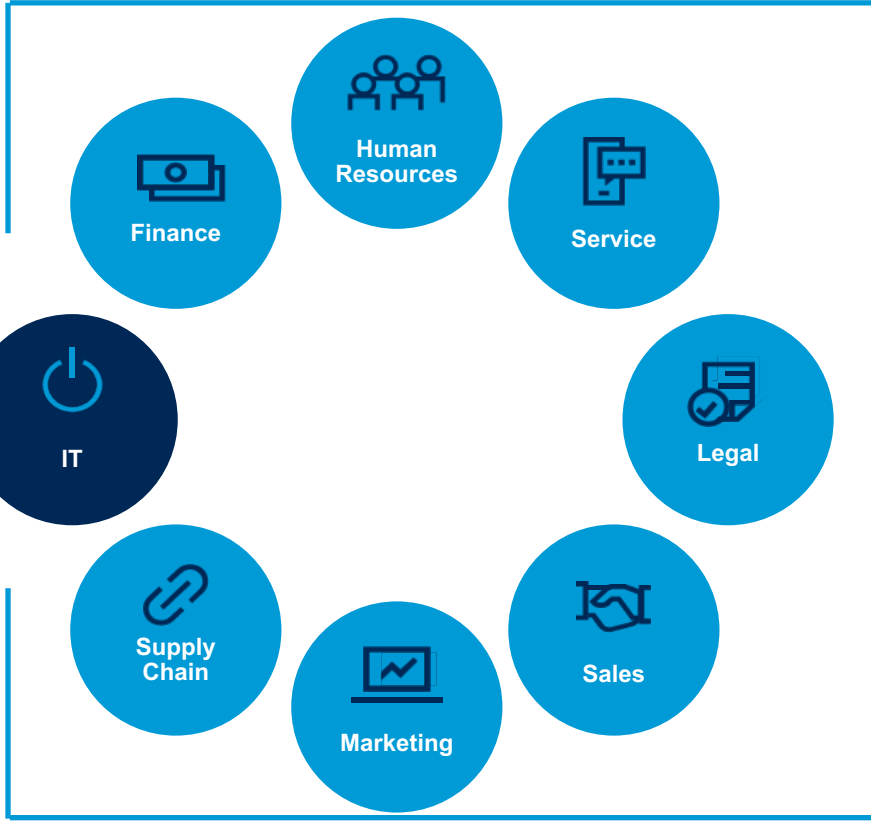 Human
Resources
Finance
Service
IT
Legal
Supply
Chain
Sales
Marketing